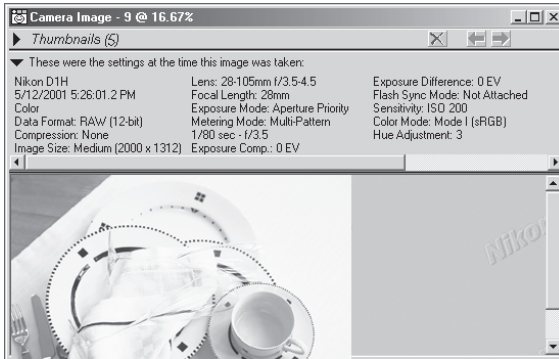 Camera Image - 9 @ 16.67%
Thumbnails (5)
These were the settings at the time this image was taken:
Nikon D1H
5/12/2001 5:26:01.2 PM
Color
Data Format: RAW (12-bit)
Compression: None
Image Size: Medium (2000 x 1312)
Lens: 28-105mm f/3.5-4.5
Focal Length: 28mm
Exposure Mode: Aperture Priority
Metering Mode: Multi-Pattern
1/80 sec - f/3.5
Exposure Comp.: 0 EV
Exposure Difference: 0 EV
Flash Sync Mode: Not Attached
Sensitivity: ISO 200
Color Mode: Mode I (sRGB)
Hue Adjustment: 3
Nikon